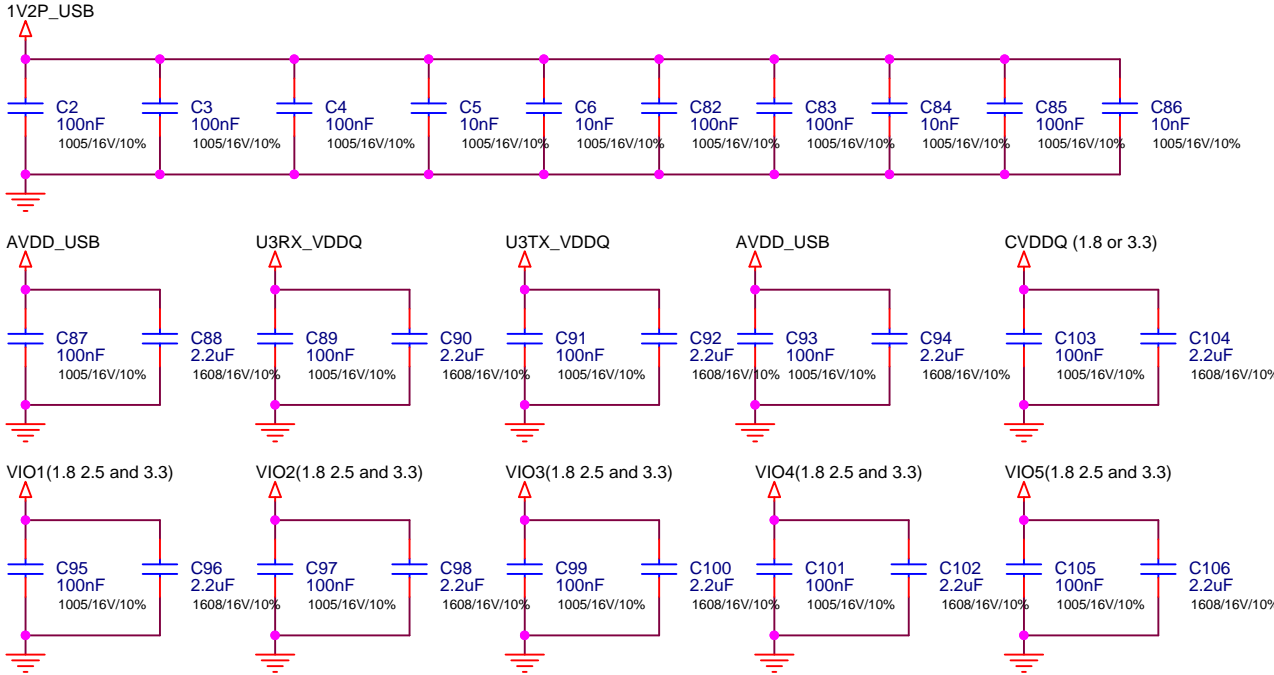 1V2P_USB
C2
100nF
1005/16V/10%
C3
100nF
1005/16V/10%
C4
100nF
1005/16V/10%
C5
10nF
1005/16V/10%
C6
10nF
1005/16V/10%
C82
100nF
1005/16V/10%
C83
100nF
1005/16V/10%
C84
10nF
1005/16V/10%
C85
100nF
1005/16V/10%
C86
10nF
1005/16V/10%
AVDD_USB
C87
100nF
1005/16V/10%
C88
2.2uF
1608/16V/10%
U3RX_VDDQ
C89
100nF
1005/16V/10%
C90
2.2uF
1608/16V/10%
U3TX_VDDQ
C91
100nF
1005/16V/10%
C92
2.2uF
1608/16V/10%
AVDD_USB
C93
100nF
1005/16V/10%
C94
2.2uF
1608/16V/10%
CVDDQ (1.8 or 3.3)
C103
100nF
1005/16V/10%
C104
2.2uF
1608/16V/10%
VIO1(1.8 2.5 and 3.3)
C95
100nF
1005/16V/10%
C96
2.2uF
1608/16V/10%
VIO2(1.8 2.5 and 3.3)
C97
100nF
1005/16V/10%
C98
2.2uF
1608/16V/10%
VIO3(1.8 2.5 and 3.3)
C99
100nF
1005/16V/10%
C100
2.2uF
1608/16V/10%
VIO4(1.8 2.5 and 3.3)
C101
100nF
1005/16V/10%
C102
2.2uF
1608/16V/10%
VIO5(1.8 2.5 and 3.3)
C105
100nF
1005/16V/10%
C106
2.2uF
1608/16V/10%